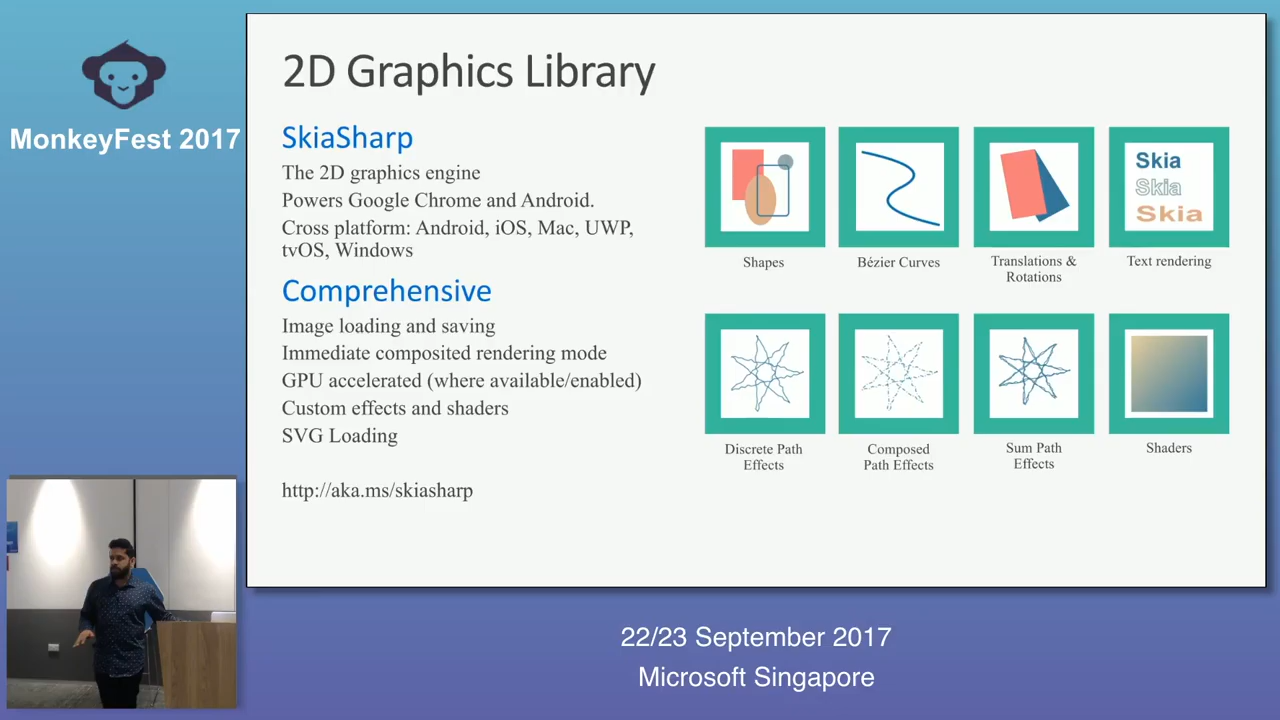 MonkeyFest 2017
2D Graphics Library
SkiaSharp
The 2D graphics engine
Powers Google Chrome and Android.
Cross platform: Android, iOS, Mac, UWP,
tvOS, Windows
Comprehensive
Image loading and saving
Immediate composited rendering mode
GPU accelerated (where available/enabled)
Custom effects and shaders
SVG Loading
http://aka.ms/skiasharp
Skia
Skia
Skia
Shapes
Bézier Curves
Translations &
Rotations
Text rendering
Discrete Path
Effects
Composed
Path Effects
Sum Path
Effects
Shaders
22/23 September 2017
Microsoft Singapore